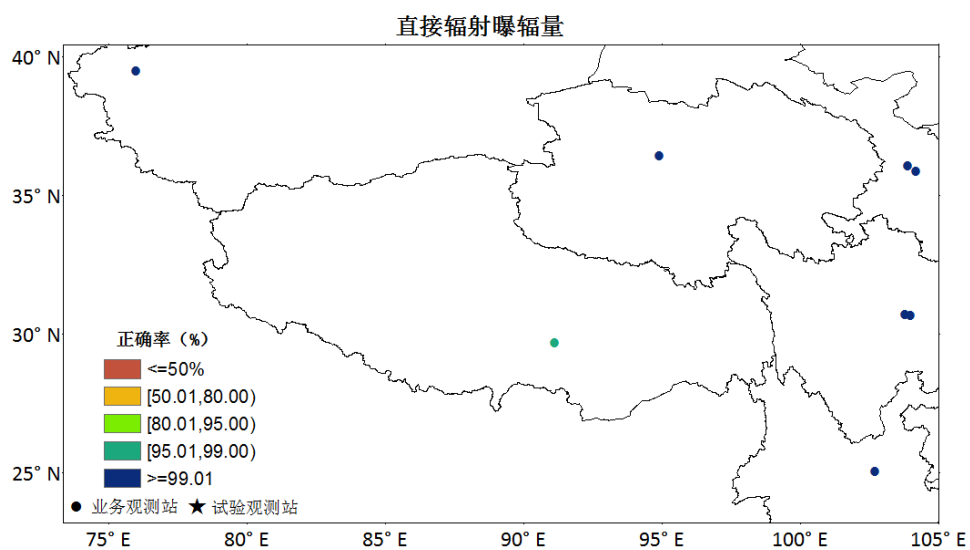 直接辐射曝辐量
40° N
35° N
30° N
25° N
正确率（%）
<=50%
[50.01,80.00)
[80.01,95.00)
[95.01,99.00)
>=99.01
业务观测站 试验观测站
75° E 80° E 85° E 90° E 95° E 100° E 105° E